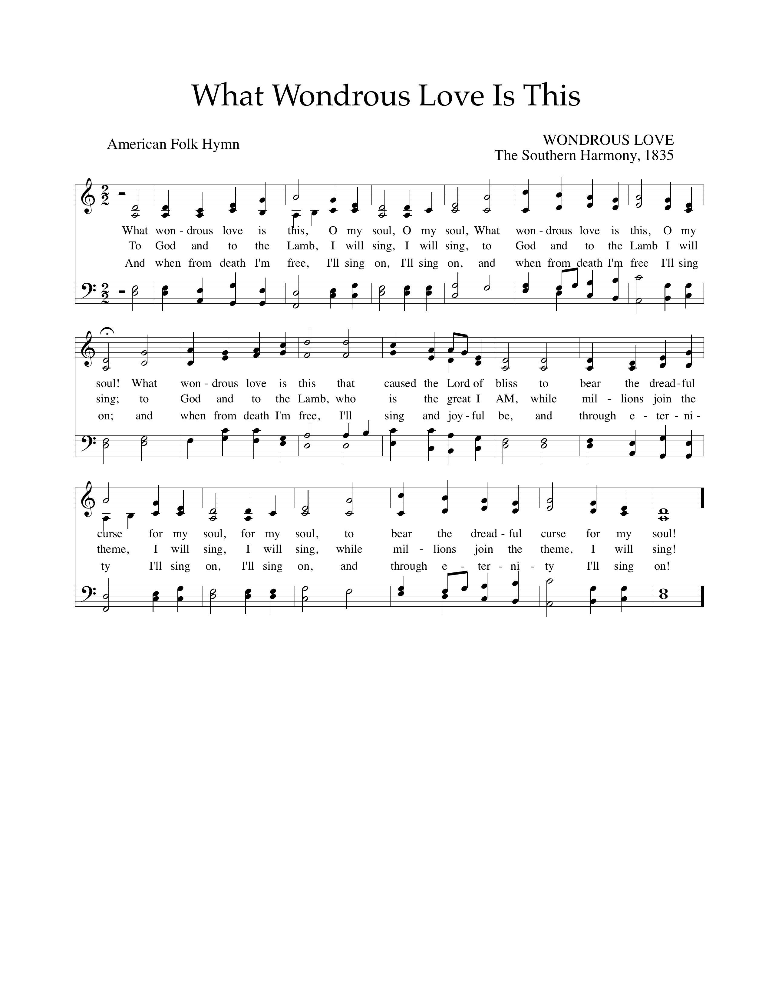 What Wondrous Love Is This
American Folk Hymn
WONDROUS LOVE
The Southern Harmony, 1835
2 2
What won - drous love is this, O my soul, O my soul, What won - drous love is this, O my
To God and to the Lamb, I will sing, I will sing, to God and to the Lamb I will
And when from death I'm free, I'll sing on, I'll sing on, and when from death I'm free I'll sing
2 2
soul! What won - drous love is this that caused the Lord of bliss to bear the dread - ful
sing; to God and to the Lamb, who is the great I AM, while mil - lions join the
on; and when from death I'm free, I'll sing and joy - ful be, and through e - ter - ni -
curse for my soul, for my soul, to bear the dread - ful curse for my soul!
theme, I will sing, I will sing, while mil - lions join the theme, I will sing!
ty I'll sing on, I'll sing on, and through e - ter - ni - ty I'll sing on!